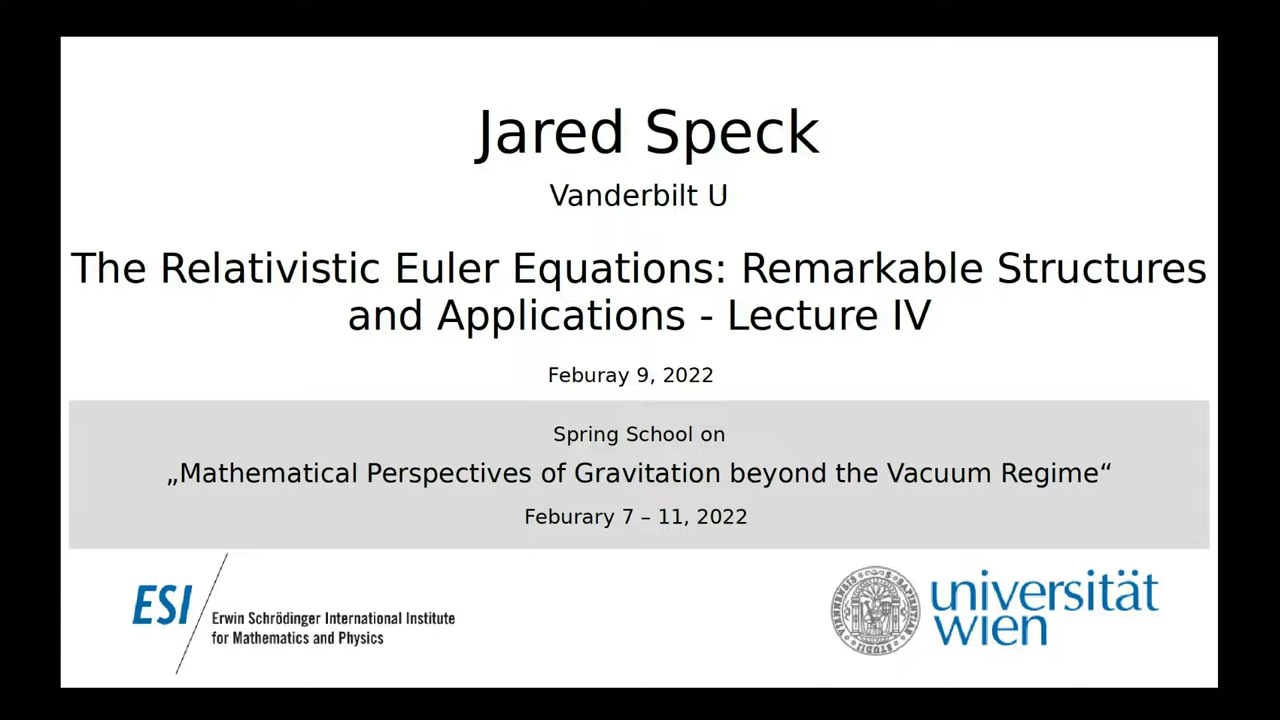 Jared Speck
Vanderbilt U
The Relativistic Euler Equations: Remarkable Structures
and Applications - Lecture IV
Feburay 9, 2022
Spring School on
„Mathematical Perspectives of Gravitation beyond the Vacuum Regime“
Feburary 7 – 11, 2022
ESI
Erwin Schrödinger International Institute
for Mathematics and Physics
universität
wien